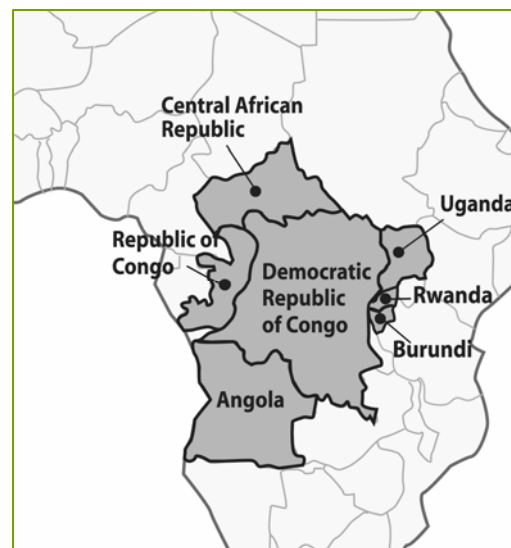 Central African
Republic
Uganda
Republic of
Congo
Democratic
Republic
of Congo
Rwanda
Burundi
Angola